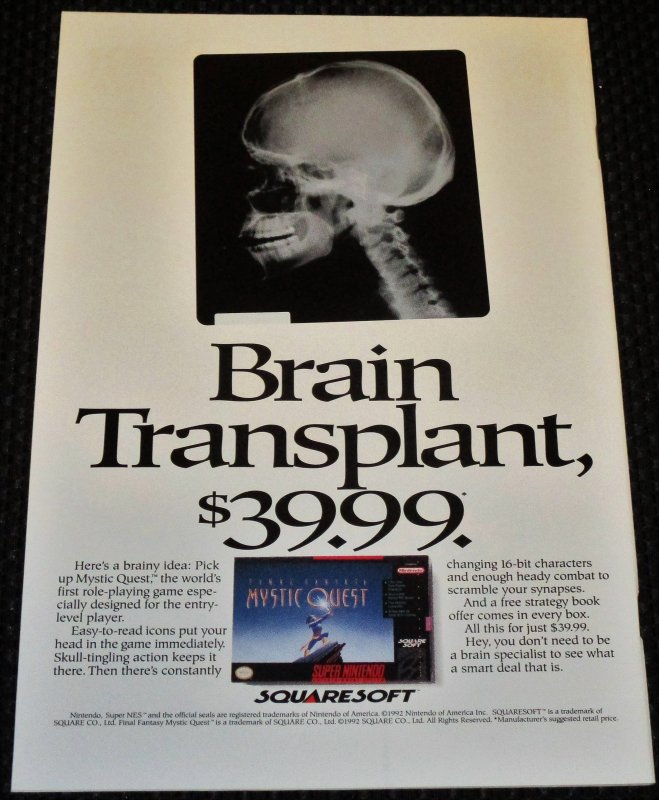 Brain
Transplant,
$39.99.*
Here's a brainy idea: Pick
up Mystic Quest,™ the world's
first role-playing game espe-
cially designed for the entry-
level player.
Easy-to-read icons put your
head in the game immediately.
Skull-tingling action keeps it
there. Then there's constantly
changing 16-bit characters
and enough heady combat to
scramble your synapses.
And a free strategy book
offer comes in every box.
All this for just $39.99.
Hey, you don't need to be
a brain specialist to see what
a smart deal that is.
FINAL FANTASY
MYSTIC QUEST
Nintendo
SQUARE
SOFT
SUPER NINTENDO
SQUARESOFT™
Nintendo, Super NES™ and the official seals are registered trademarks of Nintendo of America. ©1992 Nintendo of America Inc. SQUARESOFT™ is a trademark of
SQUARE CO., Ltd. Final Fantasy Mystic Quest™ is a trademark of SQUARE CO., Ltd. ©1992 SQUARE CO., Ltd. All Rights Reserved. *Manufacturer's suggested retail price.